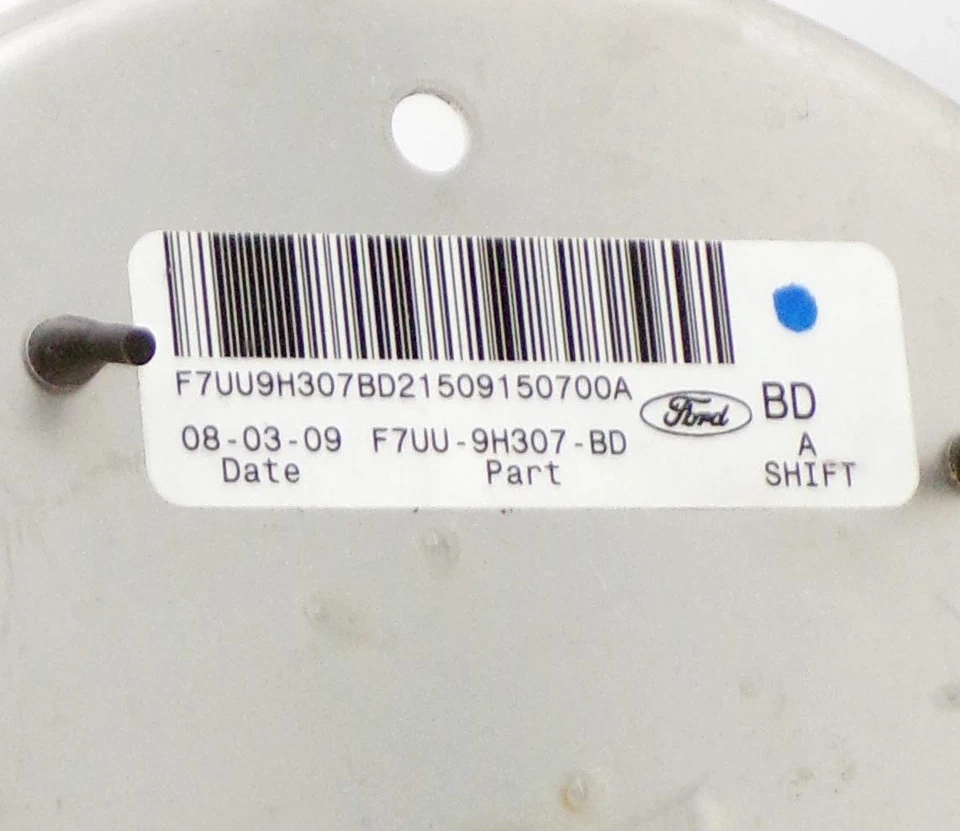 F7UU9H307BD21509150700A
Ford
BD
08-03-09 F7UU-9H307-BD
A
Date Part SHIFT